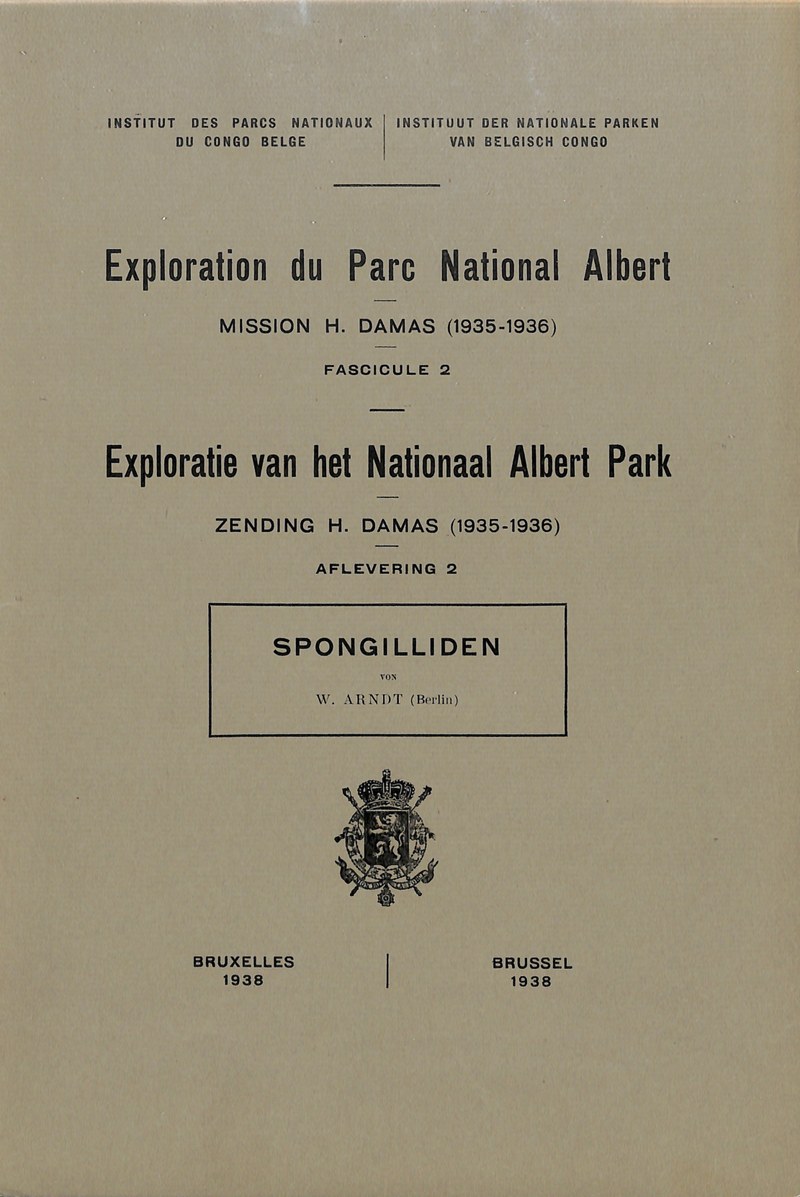 INSTITUT DES PARCS NATIONAUX
DU CONGO BELGE
INSTITUUT DER NATIONALE PARKEN
VAN BELGISCH CONGO
Exploration du Parc National Albert
MISSION H. DAMAS (1935-1936)
FASCICULE 2
Exploratie van het Nationaal Albert Park
ZENDING H. DAMAS (1935-1936)
AFLEVERING 2
SPONGILLIDEN
VON
W. ARNDT (Berlin)
BRUXELLES
1938
BRUSSEL
1938